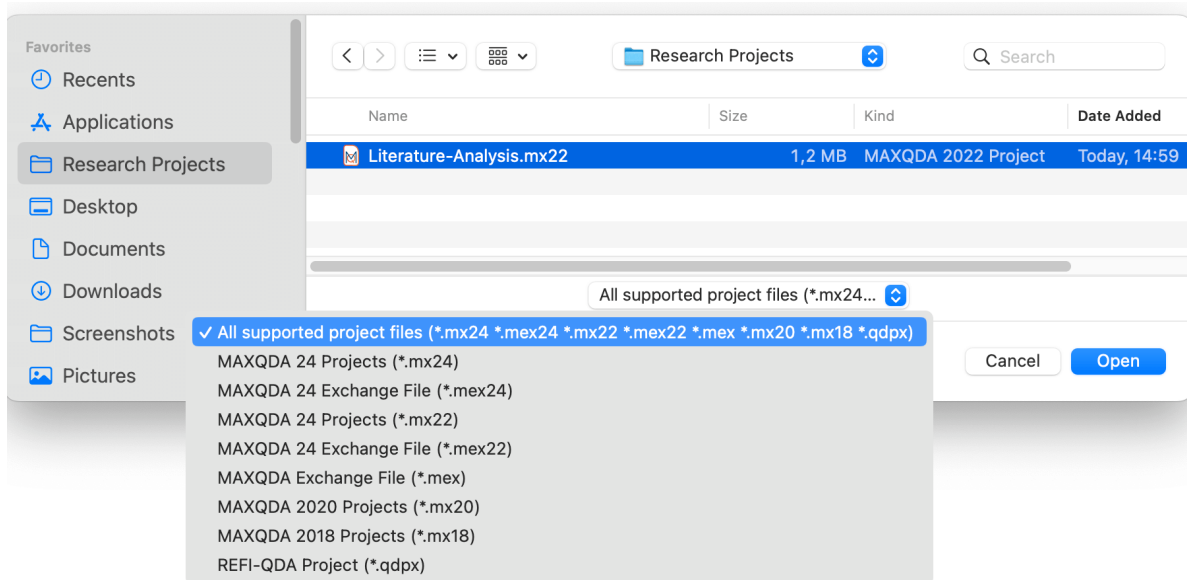 Favorites
Recents
Applications
Research Projects
Desktop
Documents
Downloads
Screenshots
Pictures
Research Projects
Search
Name Size Kind Date Added
Literature-Analysis.mx22 1,2 MB MAXQDA 2022 Project Today, 14:59
All supported project files (*.mx24...
All supported project files (*.mx24 *.mex24 *.mx22 *.mex22 *.mex *.mx20 *.mx18 *.qdpx)
MAXQDA 24 Projects (*.mx24)
MAXQDA 24 Exchange File (*.mex24)
MAXQDA 24 Projects (*.mx22)
MAXQDA 24 Exchange File (*.mex22)
MAXQDA Exchange File (*.mex)
MAXQDA 2020 Projects (*.mx20)
MAXQDA 2018 Projects (*.mx18)
REFI-QDA Project (*.qdpx)
Cancel Open